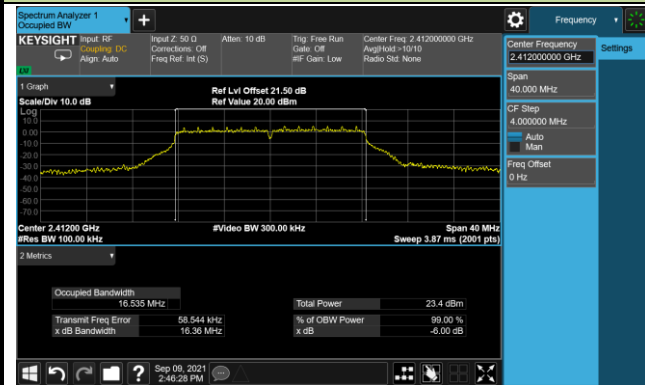 Spectrum Analyzer 1
Occupied BW
+
Frequency
KEYSIGHT
Input: RF
Coupling: DC
Align: Auto
Input Z: 50 Ω
Corrections: Off
Freq Ref: Int (S)
Atten: 10 dB
Trig: Free Run
Gate: Off
#IF Gain: Low
Center Freq: 2.412000000 GHz
Avg|Hold:>10/10
Radio Std: None
Center Frequency
2.412000000 GHz
Settings
Span
40.000 MHz
CF Step
4.000000 MHz
Auto
Man
Freq Offset
0 Hz
1 Graph
Scale/Div 10.0 dB
Ref Lvl Offset 21.50 dB
Ref Value 20.00 dBm
Log
10.0
0.00
-10.0
-20.0
-30.0
-40.0
-50.0
-60.0
-70.0
Center 2.41200 GHz
#Video BW 300.00 kHz
Span 40 MHz
#Res BW 100.00 kHz
Sweep 3.87 ms (2001 pts)
2 Metrics
Occupied Bandwidth
16.535 MHz
Total Power 23.4 dBm
Transmit Freq Error 58.544 kHz
% of OBW Power 99.00 %
x dB Bandwidth 16.36 MHz
x dB -6.00 dB
?
Sep 09, 2021
2:46:28 PM